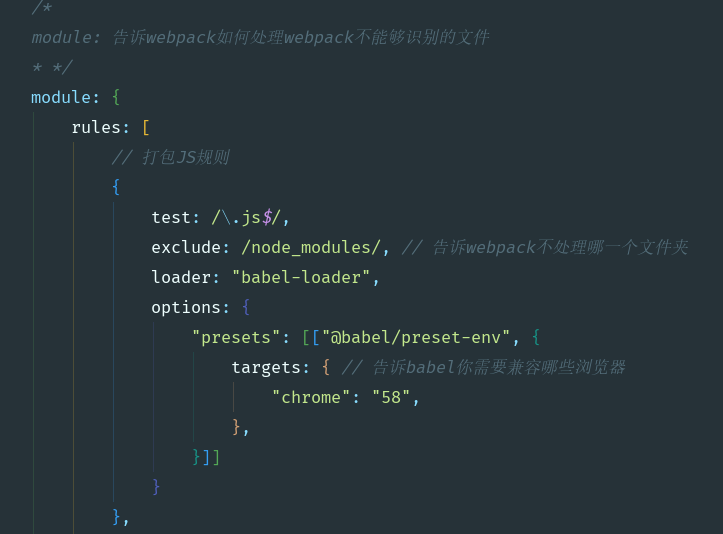 /*
module: 告诉webpack如何处理webpack不能够识别的文件
* */
module: {
rules: [
// 打包JS规则
{
test: /\.js$/,
exclude: /node_modules/, // 告诉webpack不处理哪一个文件夹
loader: "babel-loader",
options: {
"presets": [["@babel/preset-env", {
targets: { // 告诉babel你需要兼容哪些浏览器
"chrome": "58",
},
}]]
}
},